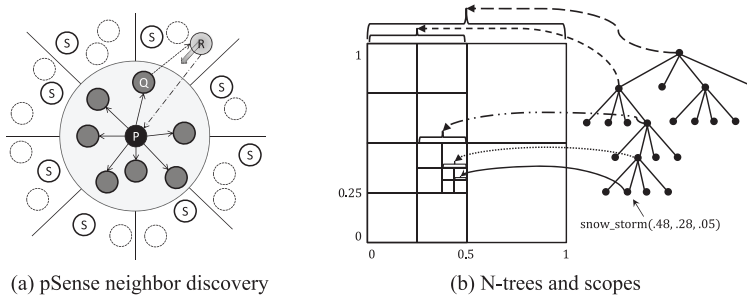 S
S
R
S
S
Q
P
S
S
S
S
1
0.25
0
0
0.5
1
snow_storm(.48, .28, .05)
(a) pSense neighbor discovery
(b) N-trees and scopes